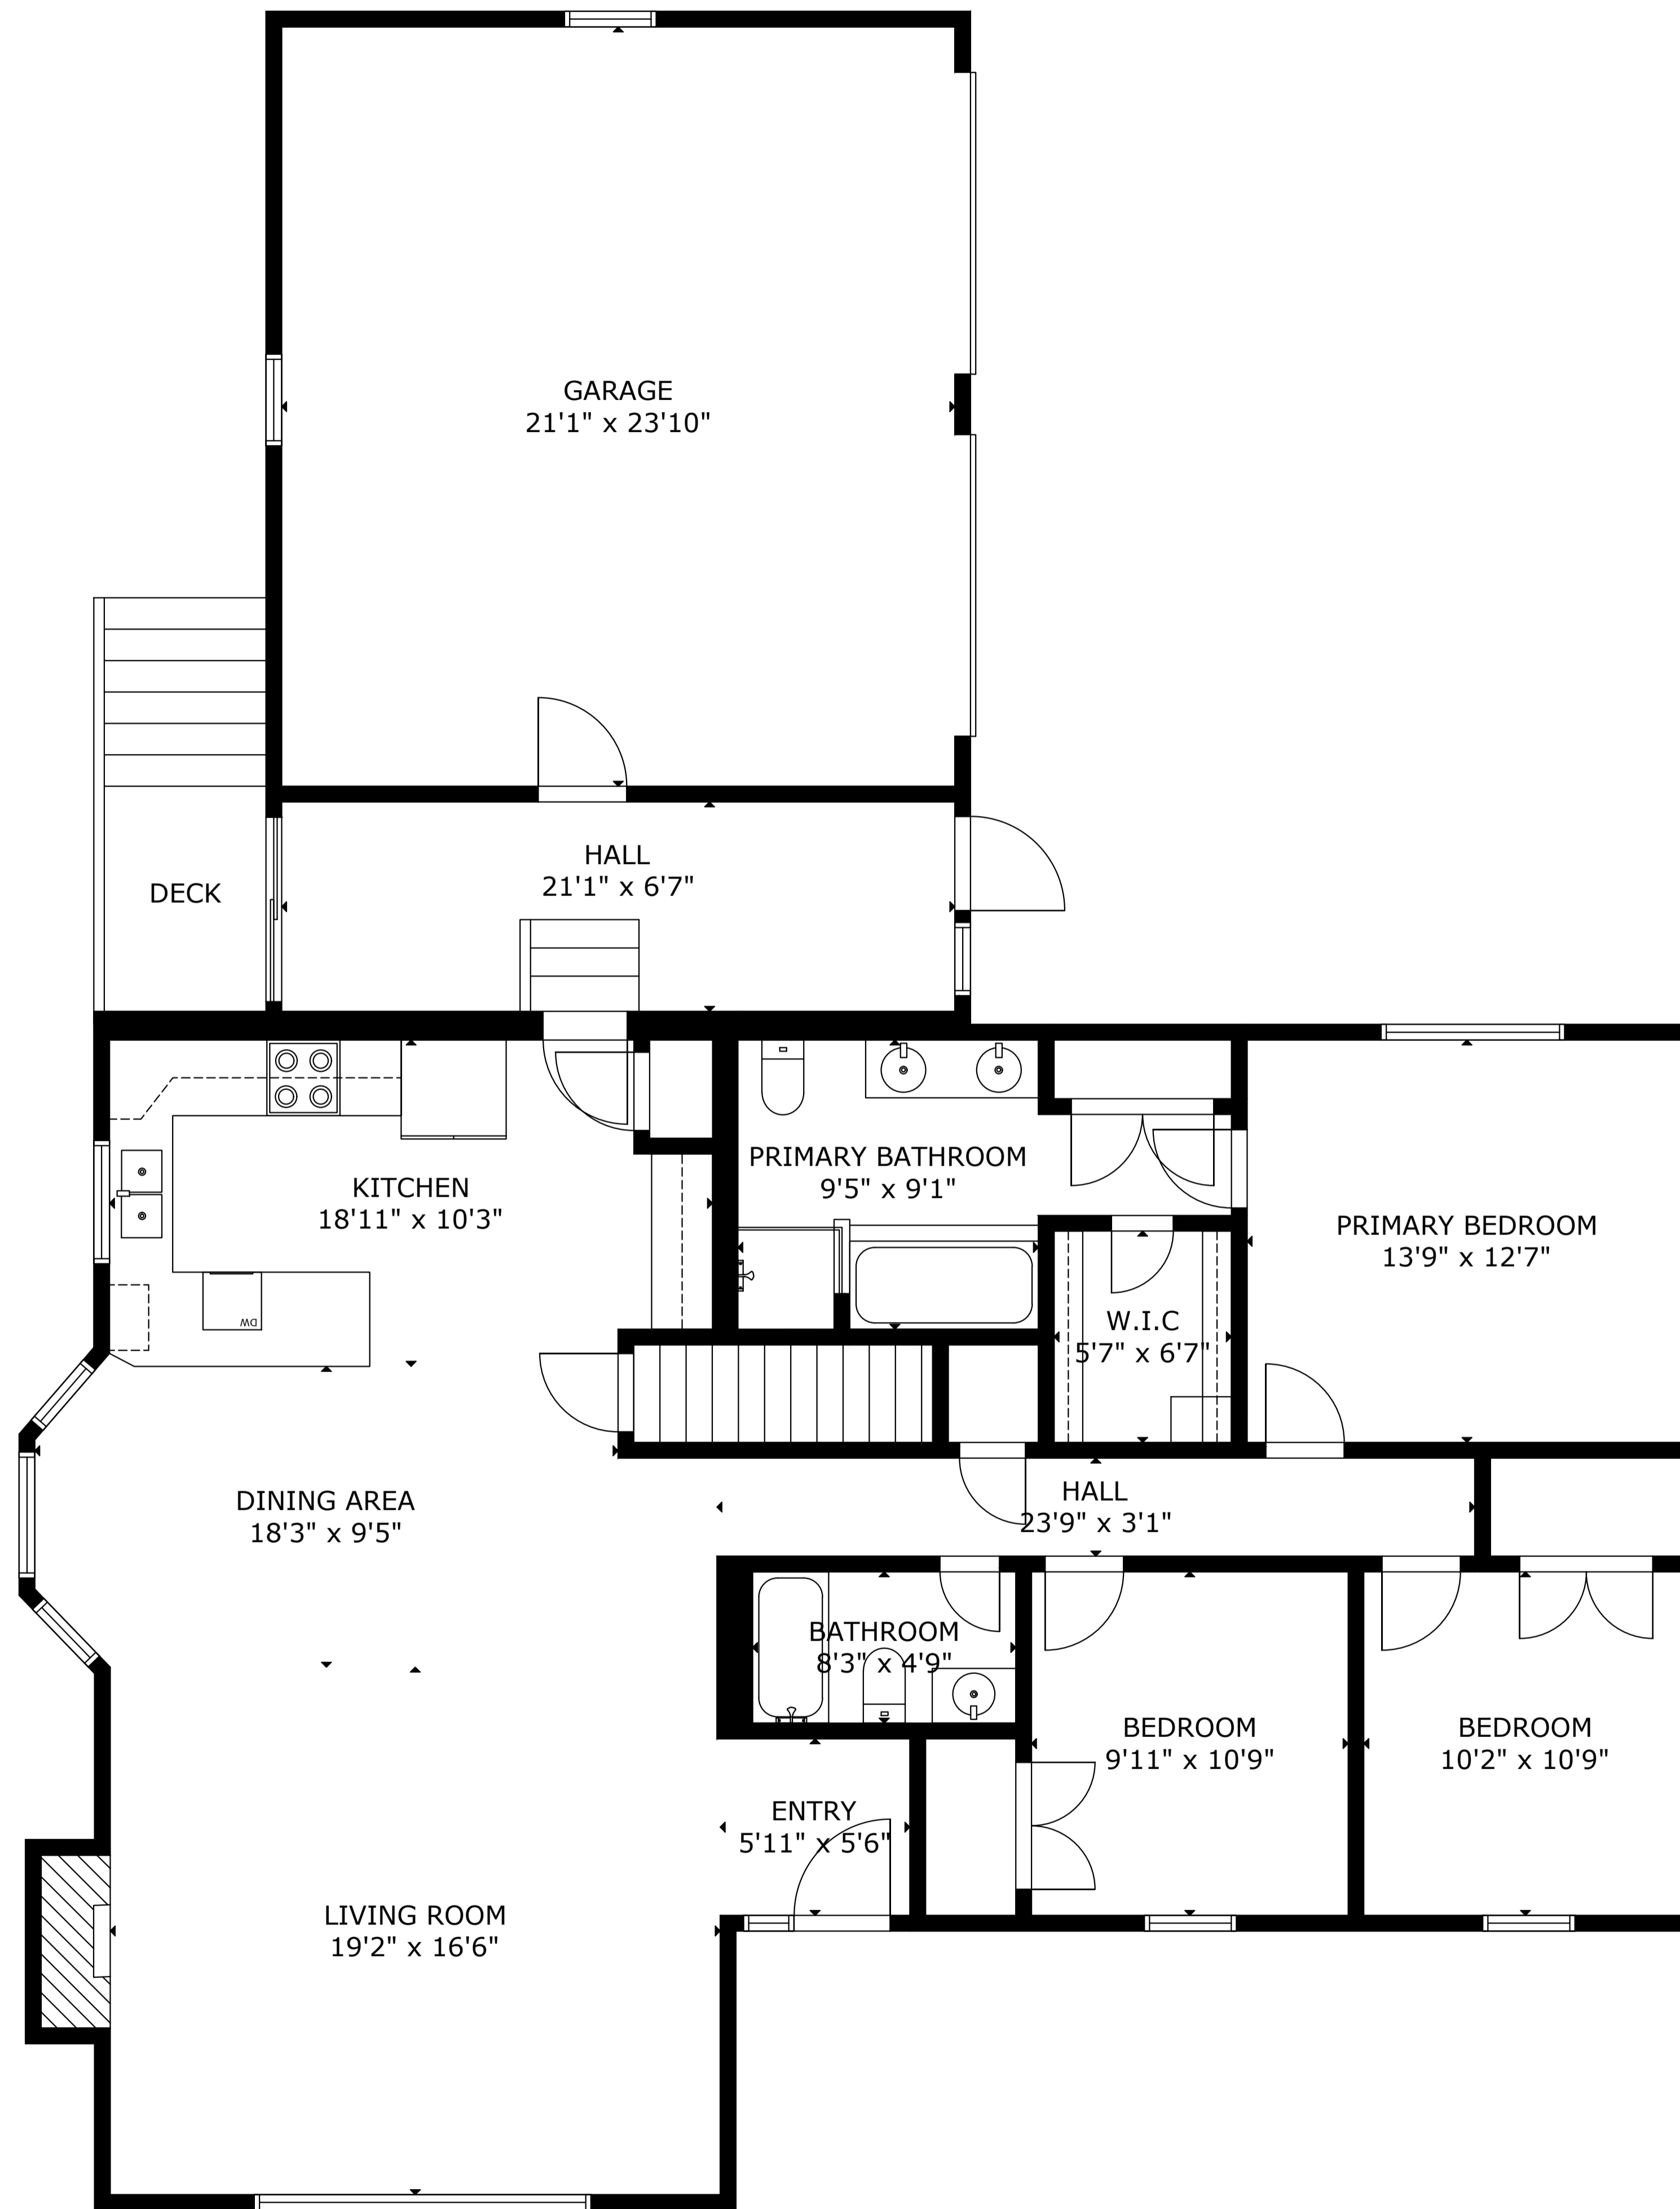 GARAGE
21'1" x 23'10"
HALL
21'1" x 6'7"
DECK
PRIMARY BATHROOM
9'5" x 9'1"
KITCHEN
18'11" x 10'3"
PRIMARY BEDROOM
13'9" x 12'7"
W.I.C
5'7" x 6'7"
DW
HALL
23'9" x 3'1"
DINING AREA
18'3" x 9'5"
BATHROOM
8'3" x 4'9"
BEDROOM
9'11" x 10'9"
BEDROOM
10'2" x 10'9"
ENTRY
5'11" x 5'6"
LIVING ROOM
19'2" x 16'6"